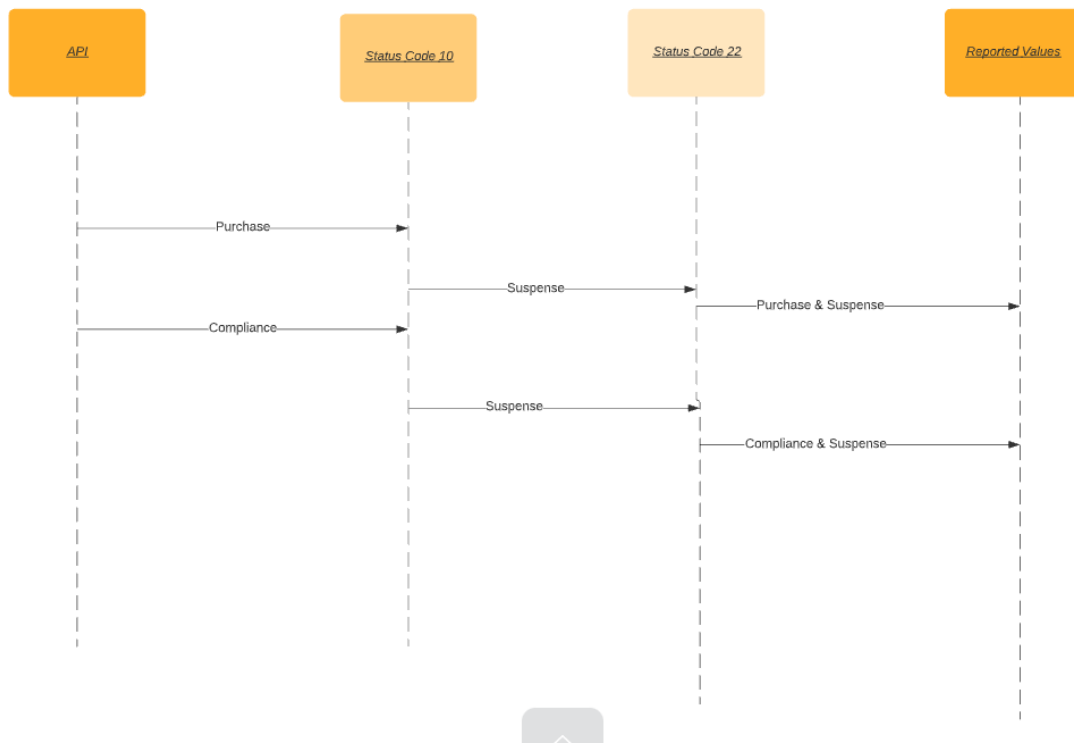 API
Status Code 10
Status Code 22
Reported Values
Purchase
Suspense
Purchase & Suspense
Compliance
Suspense
Compliance & Suspense